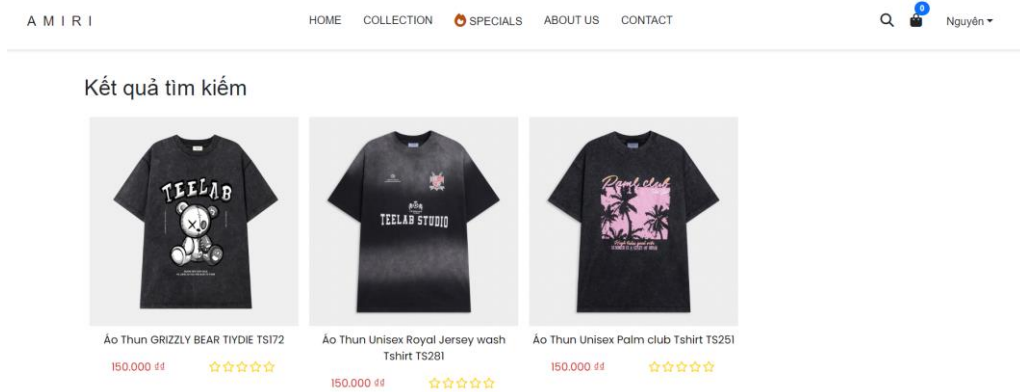 AMIRI HOME COLLECTION SPECIALS ABOUT US CONTACT 0 Nguyên
Kết quả tìm kiếm
TEELAB
TEELAB STUDIO
Áo Thun GRIZZLY BEAR TIYDIE TS172
150.000 đđ
Áo Thun Unisex Royal Jersey wash
Tshirt TS281
150.000 đđ
Áo Thun Unisex Palm club Tshirt TS251
150.000 đđ